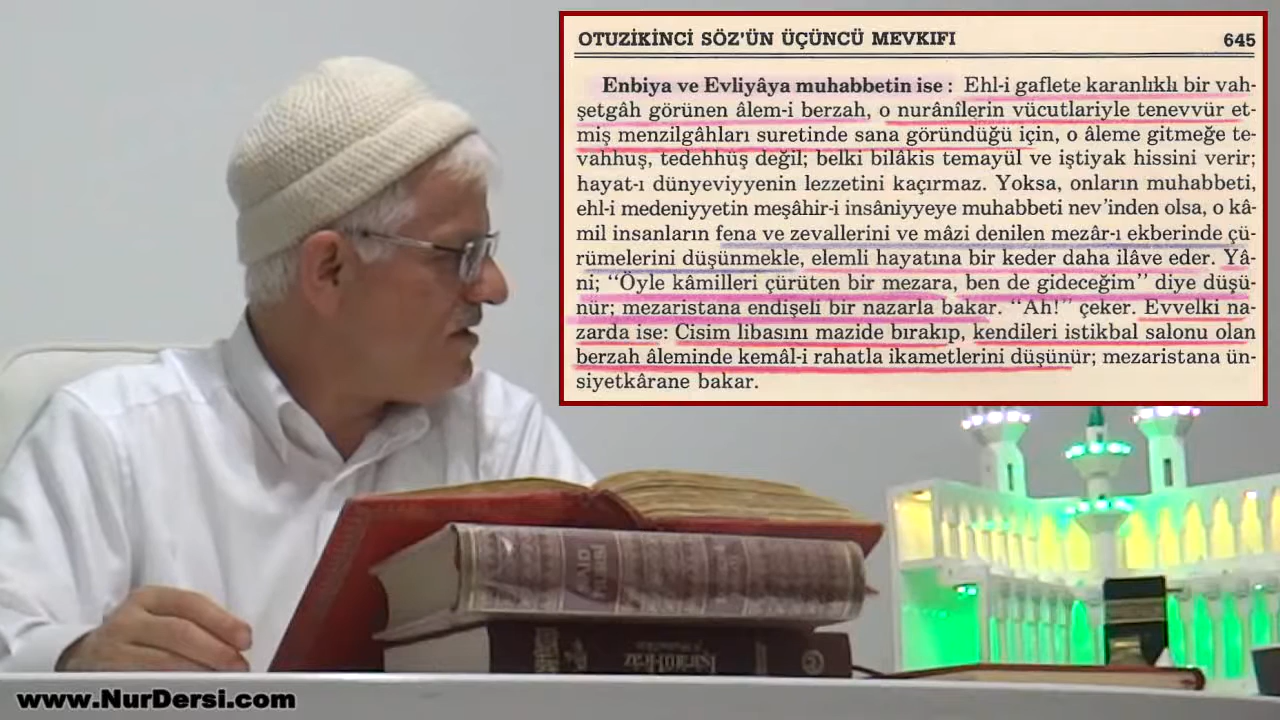 OTUZİKİNCİ SÖZ'ÜN ÜÇÜNCÜ MEVKIFI 645
Enbiya ve Evliyâya muhabbetin ise : Ehl-i gaflete karanlıklı bir vah-
şetgâh görünen âlem-i berzah, o nurânîlerin vücutlariyle tenevvür et-
miş menzilgâhları suretinde sana göründüğü için, o âleme gitmeğe te-
vahhuş, tedehhüş değil; belki bilâkis temayül ve iştiyak hissini verir;
hayat-ı dünyeviyyenin lezzetini kaçırmaz. Yoksa, onların muhabbeti,
ehl-i medeniyyetin meşâhir-i insâniyyeye muhabbeti nev'inden olsa, o kâ-
mil insanların fena ve zevallerini ve mâzi denilen mezâr-ı ekberinde çü-
rümelerini düşünmekle, elemli hayatına bir keder daha ilâve eder. Yâ-
ni; "Öyle kâmilleri çürüten bir mezara, ben de gideceğim" diye düşü-
nür; mezaristana endişeli bir nazarla bakar. "Ah!" çeker. Evvelki na-
zarda ise: Cisim libasını mazide bırakıp, kendileri istikbal salonu olan
berzah âleminde kemâl-i rahatla ikametlerini düşünür; mezaristana ün-
siyetkârane bakar.
www.NurDersi.com